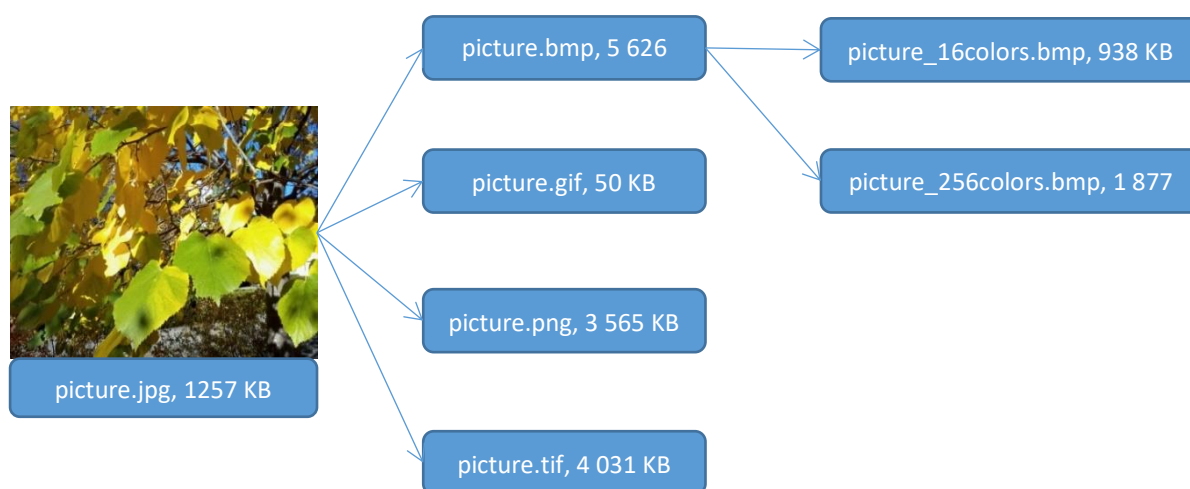 picture.bmp, 5 626
picture_16colors.bmp, 938 KB
picture.gif, 50 KB
picture_256colors.bmp, 1 877
picture.png, 3 565 KB
picture.jpg, 1257 KB
picture.tif, 4 031 KB